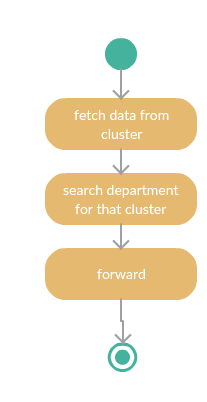 fetch data from
cluster
search department
for that cluster
forward